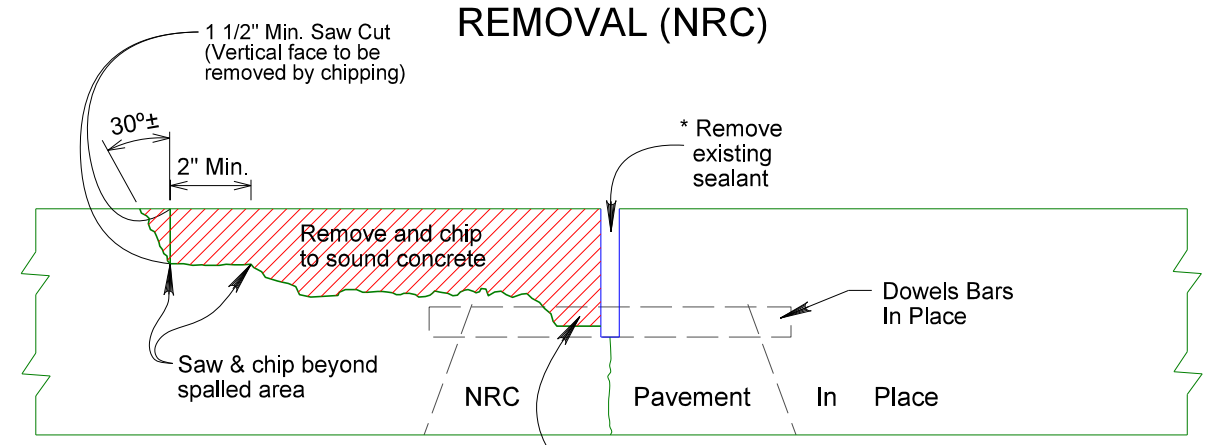 REMOVAL (NRC)
1 1/2" Min. Saw Cut
(Vertical face to be
removed by chipping)
30º±
2" Min.
* Remove
existing
sealant
Remove and chip
to sound concrete
Dowels Bars
In Place
Saw & chip beyond
spalled area
NRC Pavement In Place